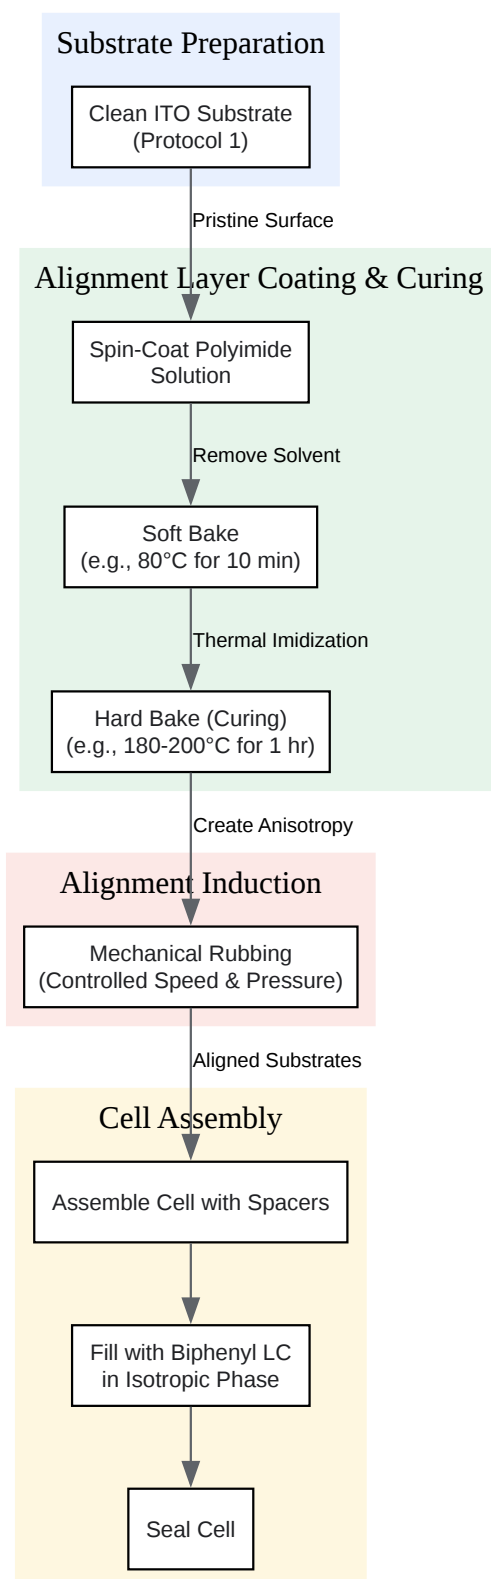 Substrate Preparation
Clean ITO Substrate
(Protocol 1)
Pristine Surface
Alignment Layer Coating & Curing
Spin-Coat Polyimide
Solution
Remove Solvent
Soft Bake
(e.g., 80°C for 10 min)
Thermal Imidization
Hard Bake (Curing)
(e.g., 180-200°C for 1 hr)
Create Anisotropy
Alignment Induction
Mechanical Rubbing
(Controlled Speed & Pressure)
Aligned Substrates
Cell Assembly
Assemble Cell with Spacers
Fill with Biphenyl LC
in Isotropic Phase
Seal Cell